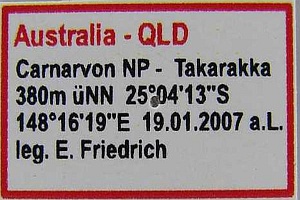 Australia - QLD
Carnarvon NP - Takarakka
380m üNN 25°04'13"S
148°16'19"E 19.01.2007 a.L.
leg. E. Friedrich